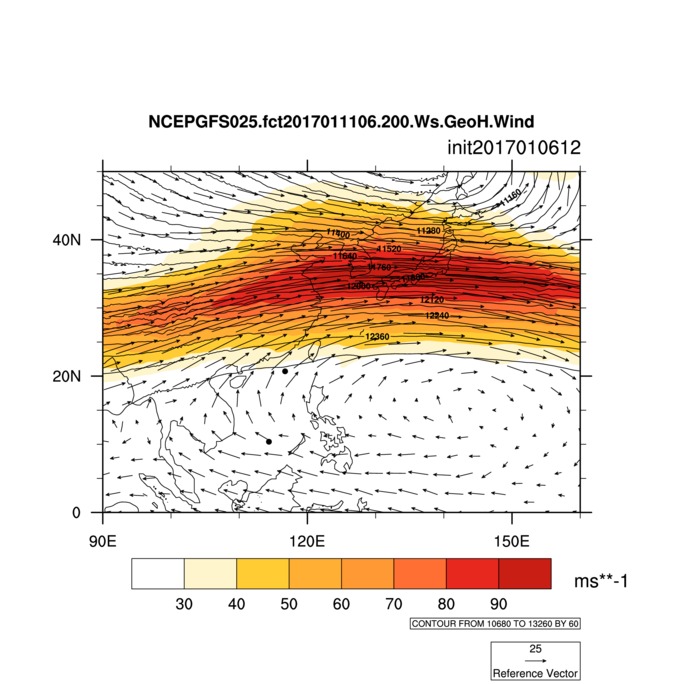 NCEPGFS025.fct2017011106.200.Ws.GeoH.Wind
init2017010612
11160
11400
11280
11520
11640
11760
12000
12120
12240
12360
40N
20N
0
90E 120E 150E
ms**-1
30 40 50 60 70 80 90
CONTOUR FROM 10680 TO 13260 BY 60
25
Reference Vector